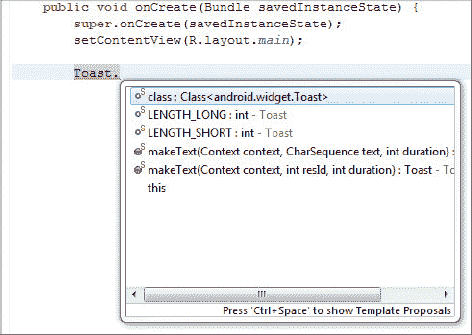 public void onCreate(Bundle savedInstanceState) {
super.onCreate(savedInstanceState);
setContentView(R.layout.main);
Toast.
class : Class<android.widget.Toast>
LENGTH_LONG : int - Toast
LENGTH_SHORT : int - Toast
makeText(Context context, CharSequence text, int duration) :
makeText(Context context, int resId, int duration) : Toast - To
this
Press 'Ctrl+Space' to show Template Proposals